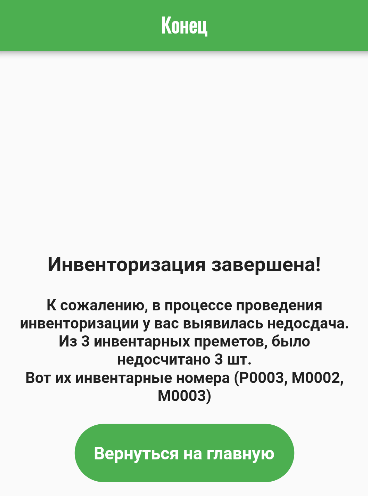 Конец
Инвенторизация завершена!
К сожалению, в процессе проведения
инвенторизации у вас выявилась недосдача.
Из 3 инвентарных преметов, было
недосчитано 3 шт.
Вот их инвентарные номера (P0003, M0002,
M0003)
Вернуться на главную